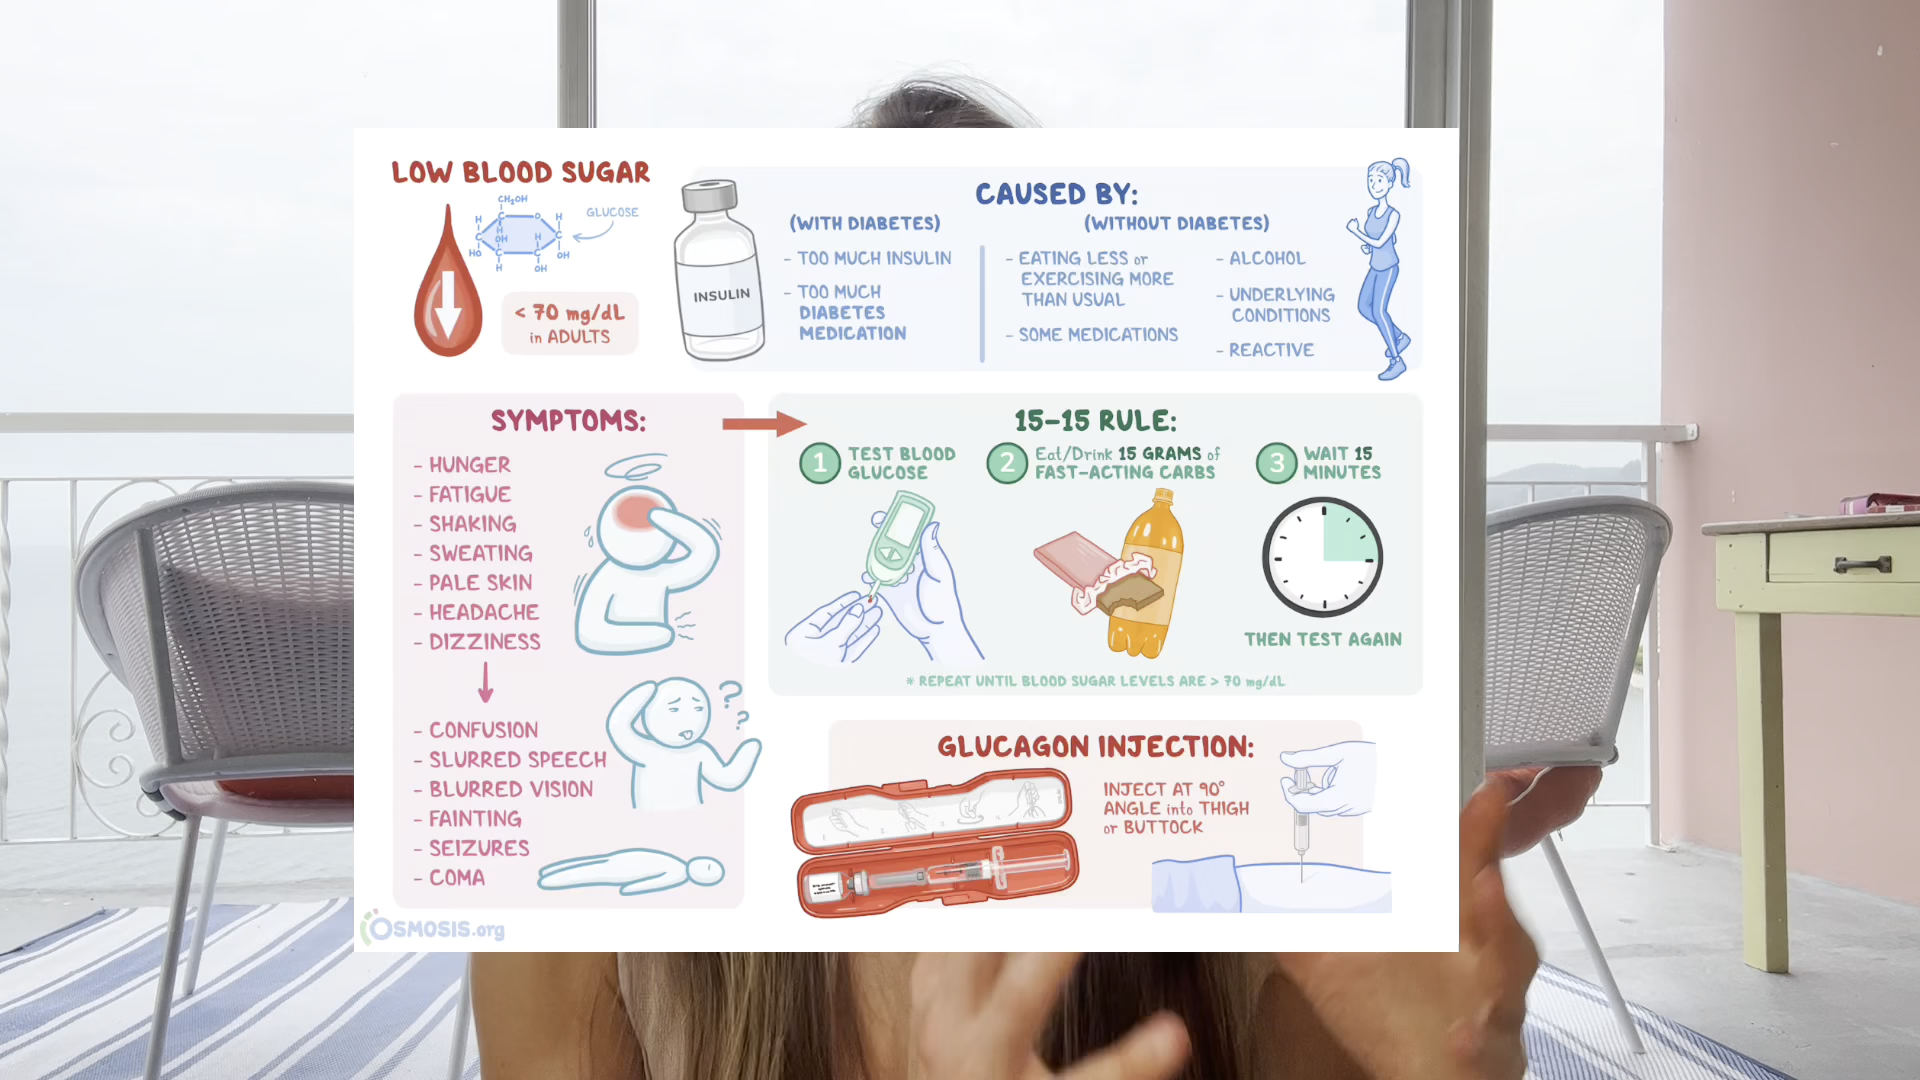 LOW BLOOD SUGAR
CH₂OH
GLUCOSE
H
O
H
C
C
H
OH
H
C
HO
C
C
OH
H
OH
< 70 mg/dL
in ADULTS
INSULIN
CAUSED BY:
(WITH DIABETES)
- TOO MUCH INSULIN
- TOO MUCH
DIABETES
MEDICATION
(WITHOUT DIABETES)
- EATING LESS or
EXERCISING MORE
THAN USUAL
- SOME MEDICATIONS
- ALCOHOL
- UNDERLYING
CONDITIONS
- REACTIVE
SYMPTOMS:
- HUNGER
- FATIGUE
- SHAKING
- SWEATING
- PALE SKIN
- HEADACHE
- DIZZINESS
- CONFUSION
- SLURRED SPEECH
- BLURRED VISION
- FAINTING
- SEIZURES
- COMA
? ?
15-15 RULE:
1 TEST BLOOD
GLUCOSE
2 Eat/Drink 15 GRAMS of
FAST-ACTING CARBS
3 WAIT 15
MINUTES
THEN TEST AGAIN
* REPEAT UNTIL BLOOD SUGAR LEVELS ARE > 70 mg/dL
GLUCAGON INJECTION:
INJECT AT 90°
ANGLE into THIGH
or BUTTOCK
OSMOSIS.org